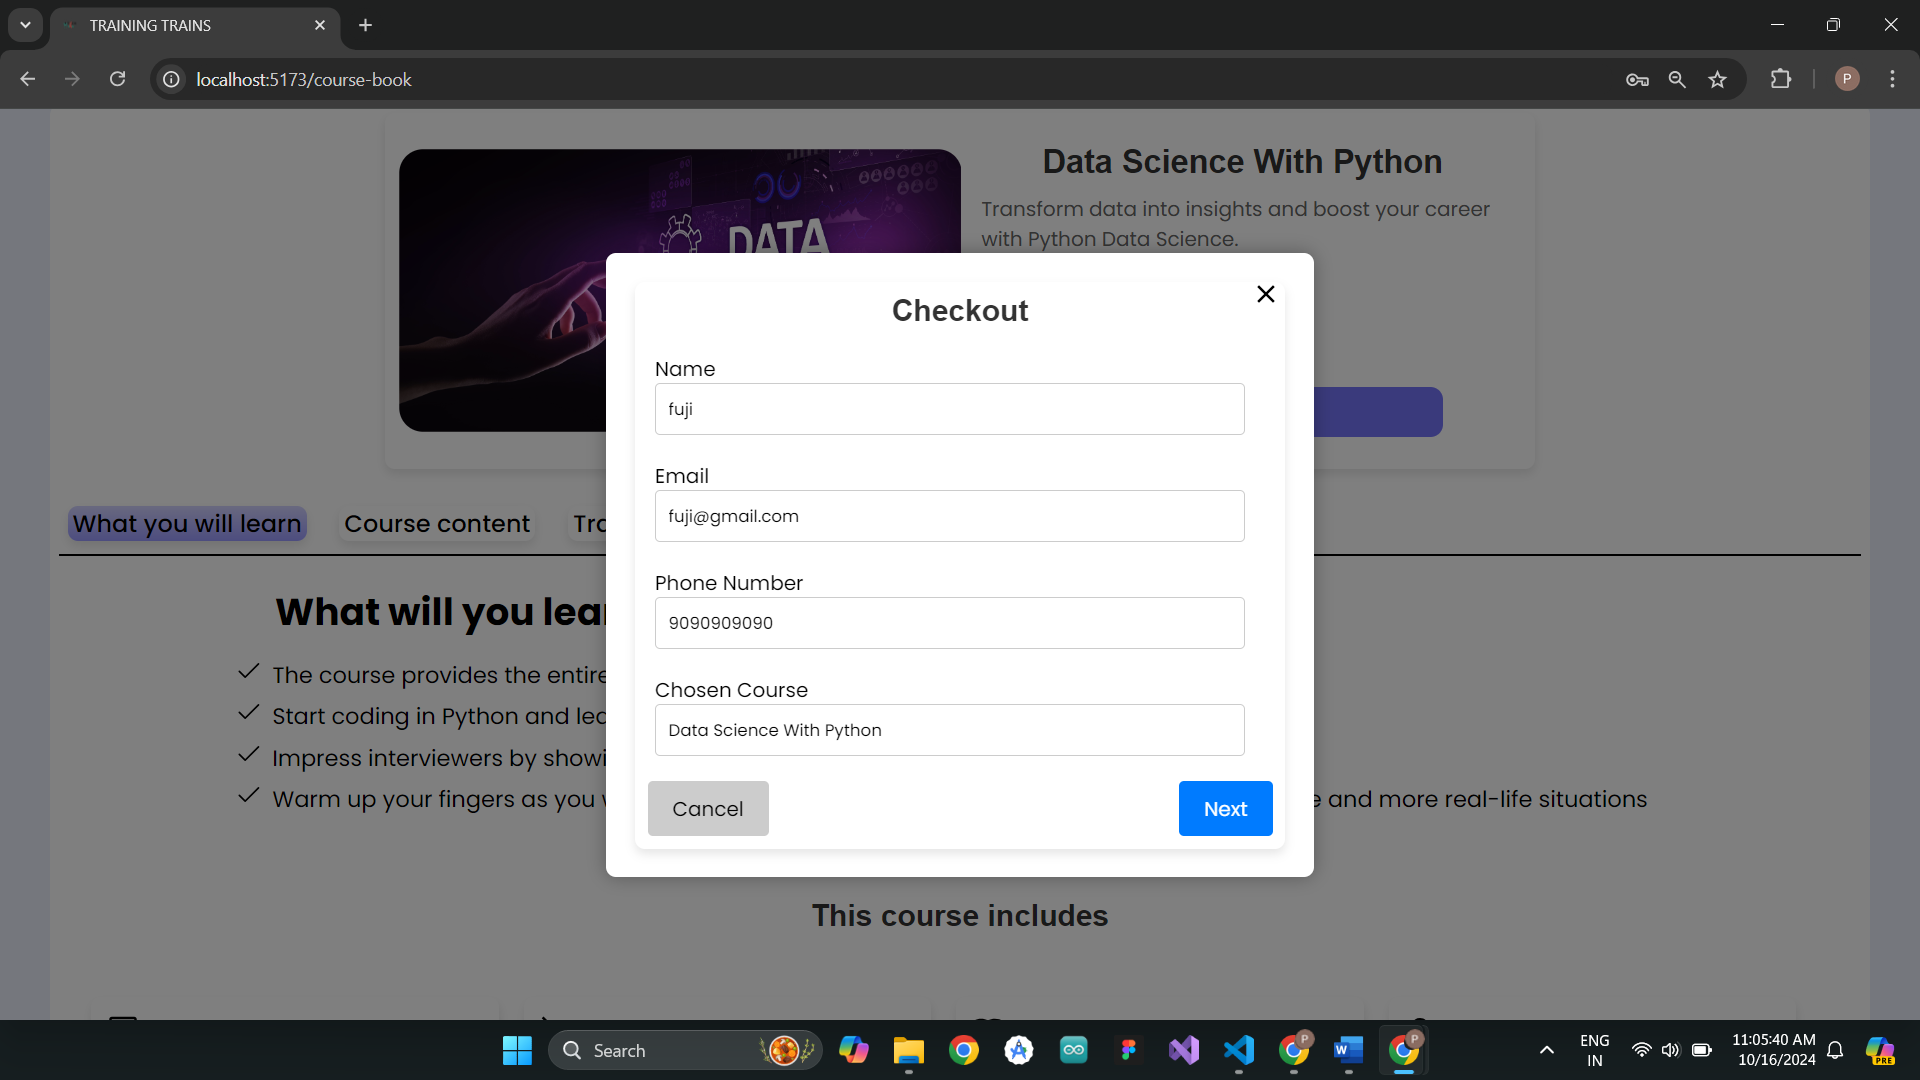 TRAINING TRAINS
localhost:5173/course-book
P
DATA
Data Science With Python
Transform data into insights and boost your career
with Python Data Science.
Checkout
Name
fuji
Email
fuji@gmail.com
Phone Number
9090909090
Chosen Course
Data Science With Python
Cancel
Next
What you will learn
Course content
What will you
The course provides the entire
Start coding in Python and
Impress interviewers by
Warm up your fingers as you
and more real-life situations
This course includes
Search
P
P
PRE
ENG
IN
11:05:40 AM
10/16/2024